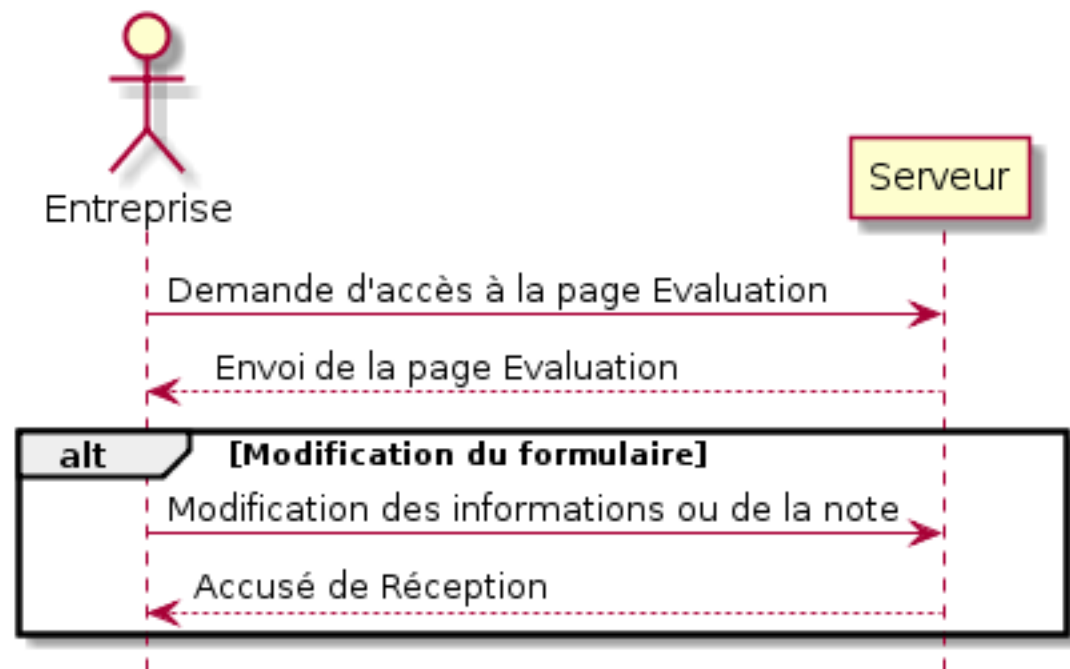 Entreprise
Serveur
Demande d'accès à la page Evaluation
Envoi de la page Evaluation
alt [Modification du formulaire]
Modification des informations ou de la note
Accusé de Réception